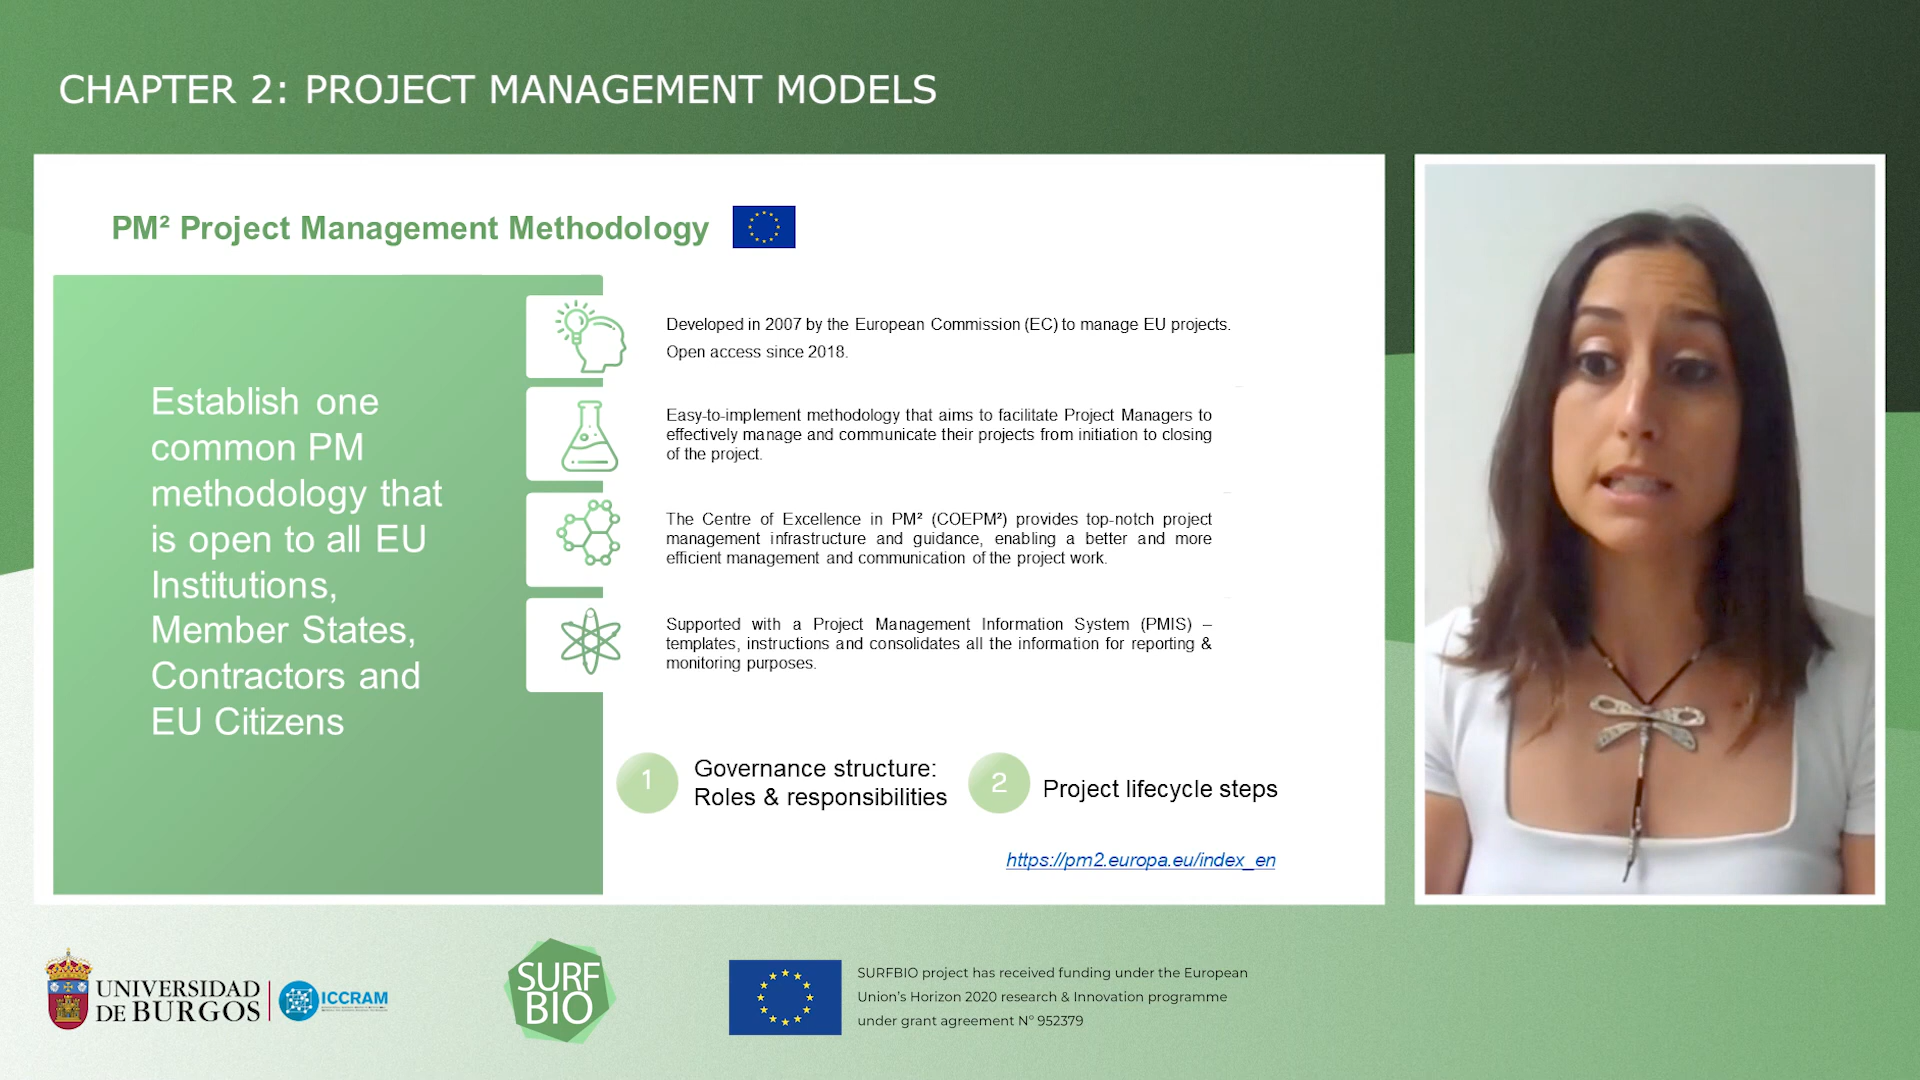 CHAPTER 2: PROJECT MANAGEMENT MODELS
PM² Project Management Methodology
Establish one
common PM
methodology that
is open to all EU
Institutions,
Member States,
Contractors and
EU Citizens
Developed in 2007 by the European Commission (EC) to manage EU projects.
Open access since 2018.
Easy-to-implement methodology that aims to facilitate Project Managers to
effectively manage and communicate their projects from initiation to closing
of the project.
The Centre of Excellence in PM² (COEPM²) provides top-notch project
management infrastructure and guidance, enabling a better and more
efficient management and communication of the project work.
Supported with a Project Management Information System (PMIS) –
templates, instructions and consolidates all the information for reporting &
monitoring purposes.
1
Governance structure:
Roles & responsibilities
2
Project lifecycle steps
https://pm2.europa.eu/index_en
UNIVERSIDAD
DE BURGOS
ICCRAM
SURF
BIO
SURFBIO project has received funding under the European
Union's Horizon 2020 research & Innovation programme
under grant agreement Nº 952379